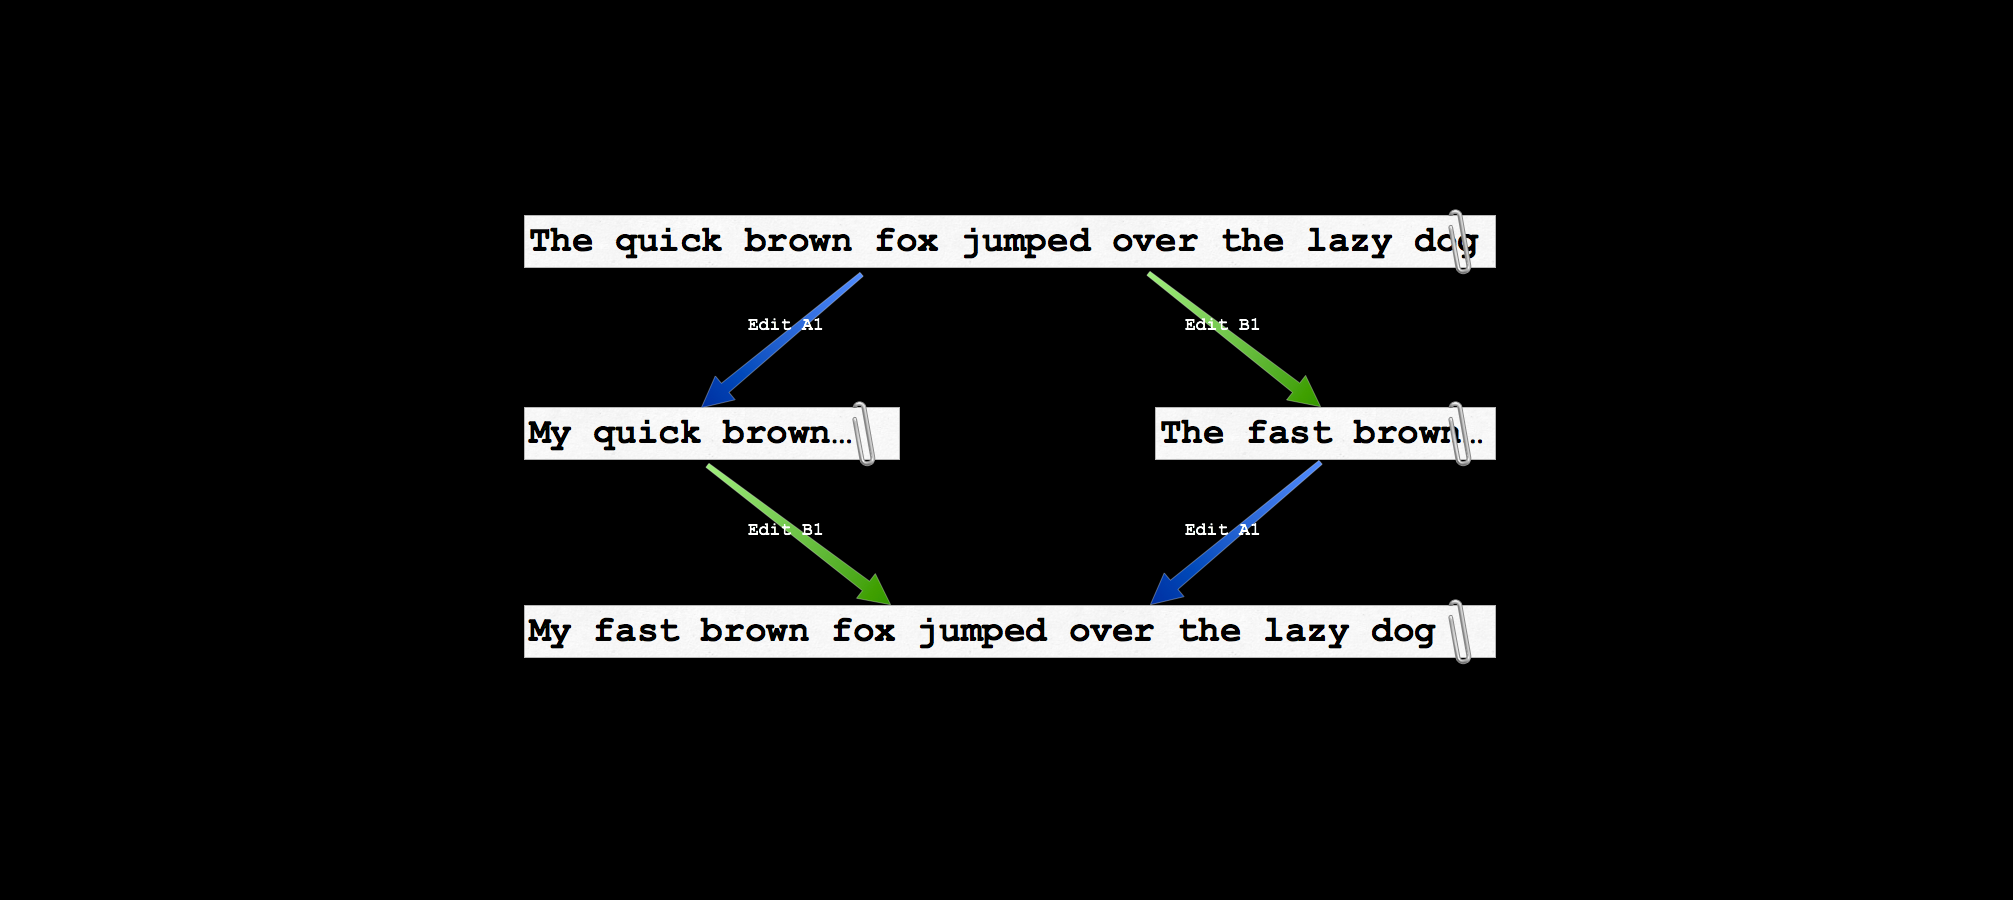 The quick brown fox jumped over the lazy dog
Edit A1
Edit B1
My quick brown…
The fast brown…
Edit B1
Edit A1
My fast brown fox jumped over the lazy dog